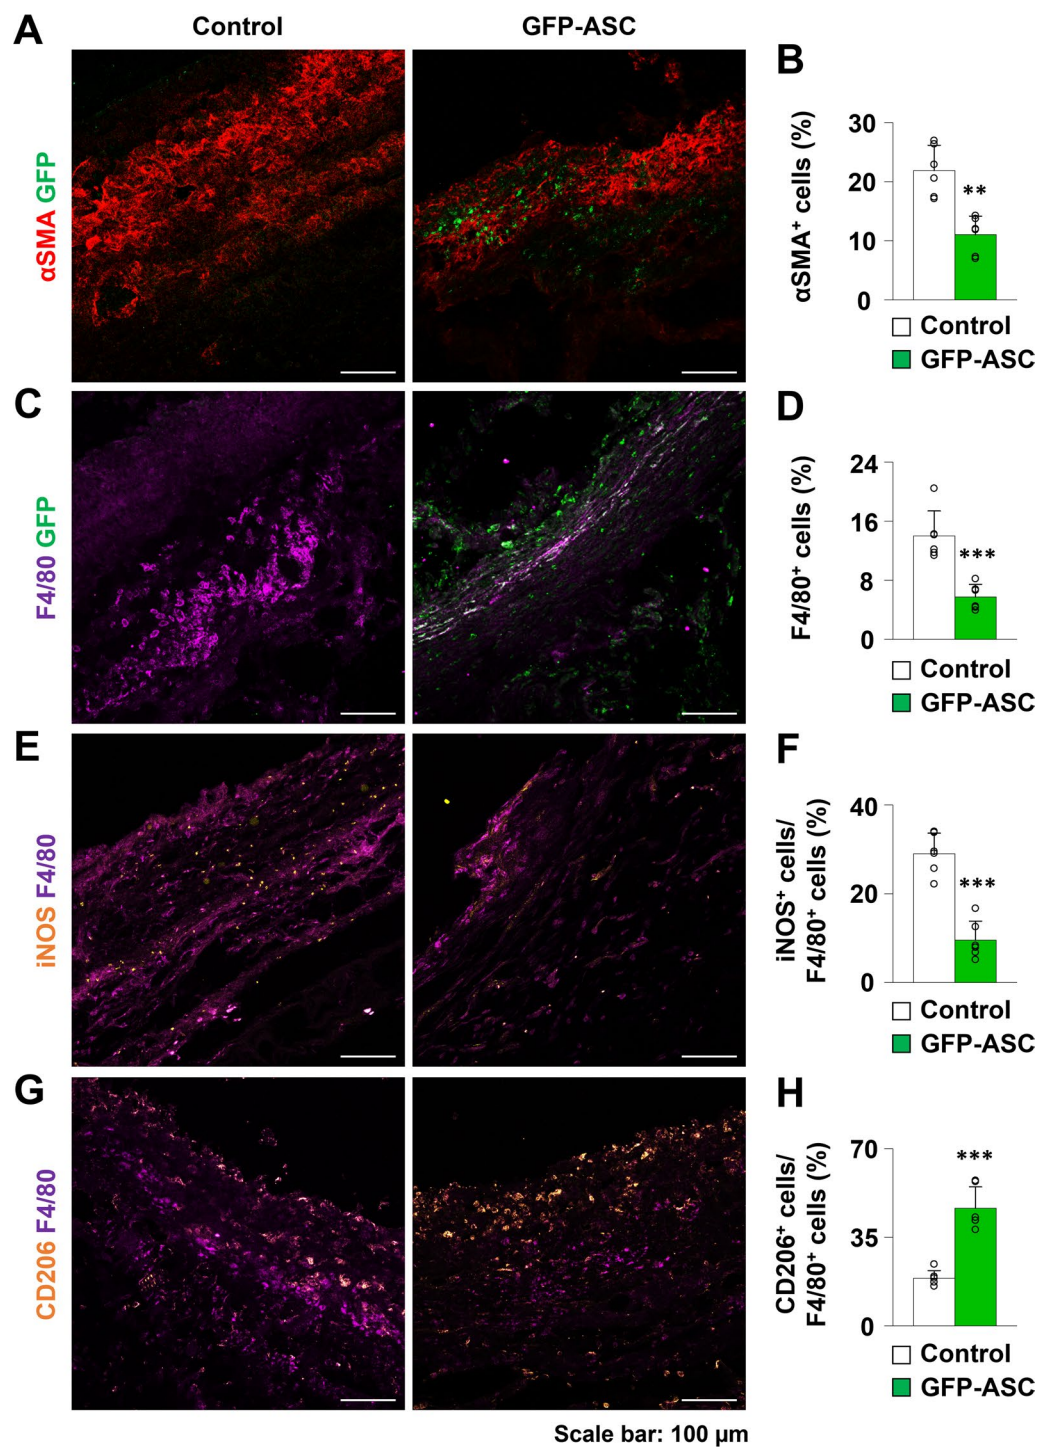 A
Control
GFP-ASC
αSMA GFP
B
αSMA⁺ cells (%)
30
20
10
0
**
Control
GFP-ASC
C
F4/80 GFP
D
F4/80⁺ cells (%)
24
16
8
0
***
Control
GFP-ASC
E
iNOS F4/80
F
iNOS⁺ cells/
F4/80⁺ cells (%)
40
20
0
***
Control
GFP-ASC
G
CD206 F4/80
H
CD206⁺ cells/
F4/80⁺ cells (%)
70
35
0
***
Control
GFP-ASC
Scale bar: 100 µm